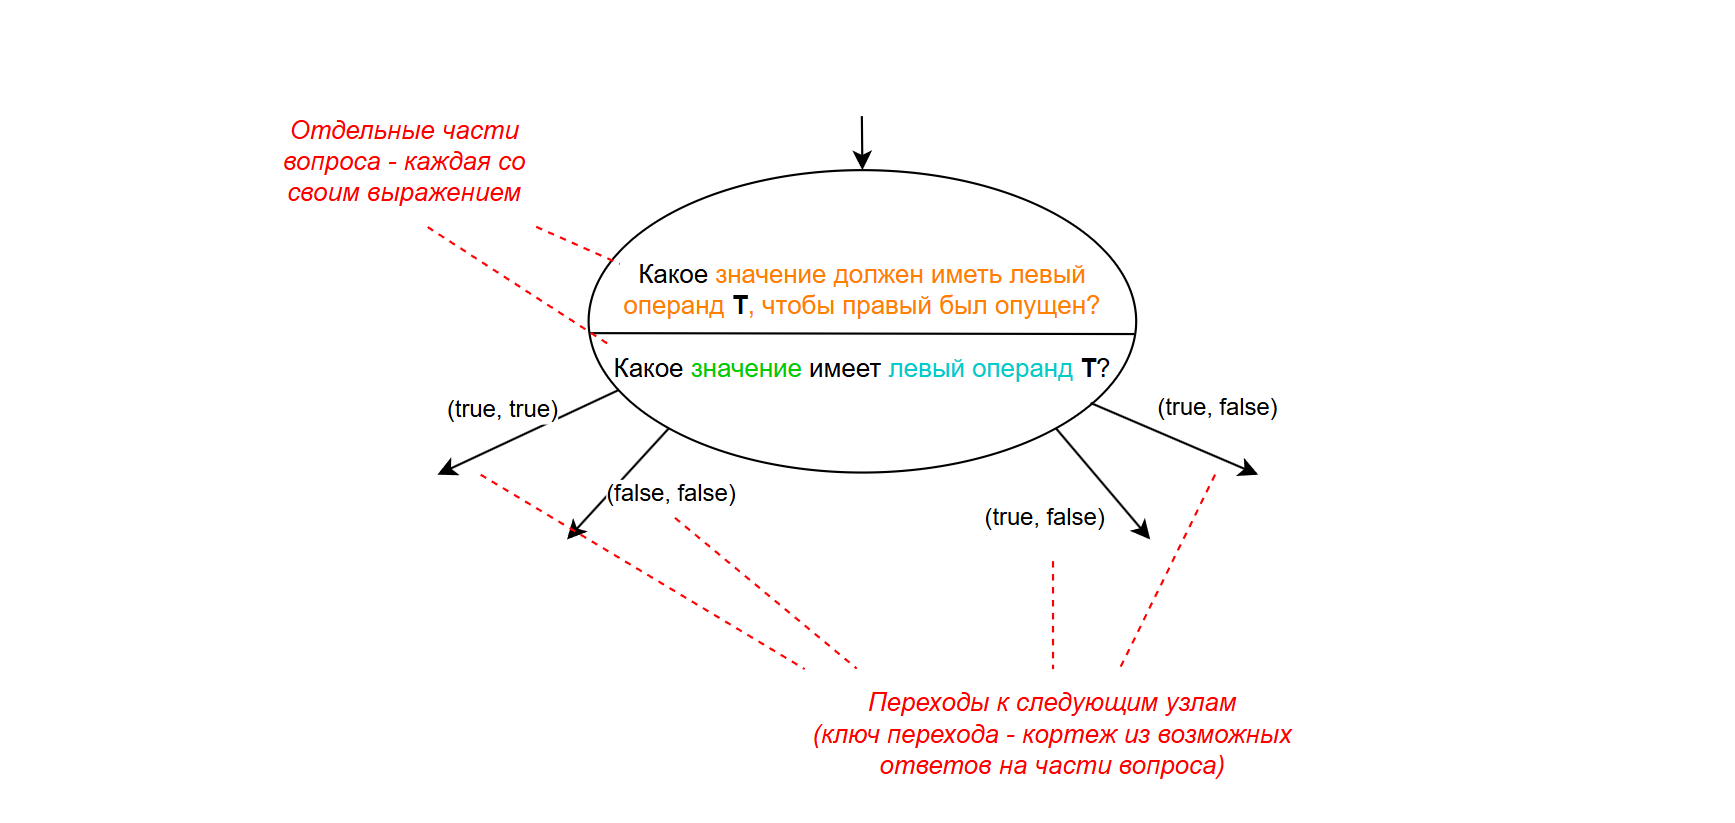 Отдельные части
вопроса - каждая со
своим выражением
Какое значение должен иметь левый
операнд Т, чтобы правый был опущен?
Какое значение имеет левый операнд Т?
(true, true)
(true, false)
(false, false)
(true, false)
Переходы к следующим узлам
(ключ перехода - кортеж из возможных
ответов на части вопроса)